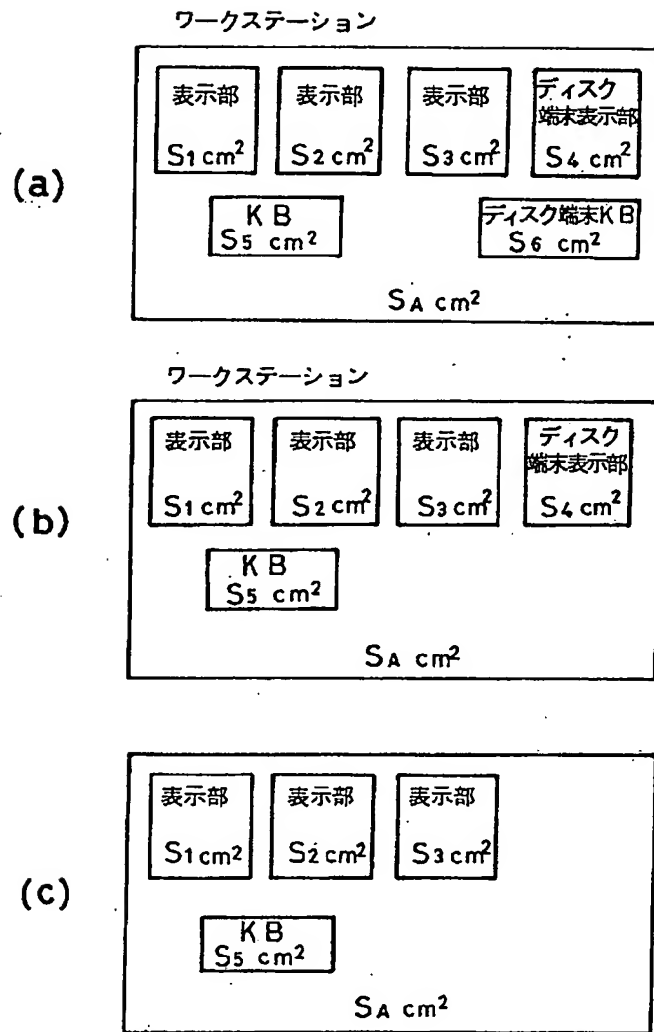 ワークステーション
表示部 表示部 表示部 ディスク
端末表示部
S1 cm2 S2 cm2 S3 cm2 S4 cm2
(a)
KB ディスク端末KB
S5 cm2 S6 cm2
SA cm2
ワークステーション
表示部 表示部 表示部 ディスク
端末表示部
S1 cm2 S2 cm2 S3 cm2 S4 cm2
(b)
KB
S5 cm2
SA cm2
表示部 表示部 表示部
S1 cm2 S2 cm2 S3 cm2
(c)
KB
S5 cm2
SA cm2